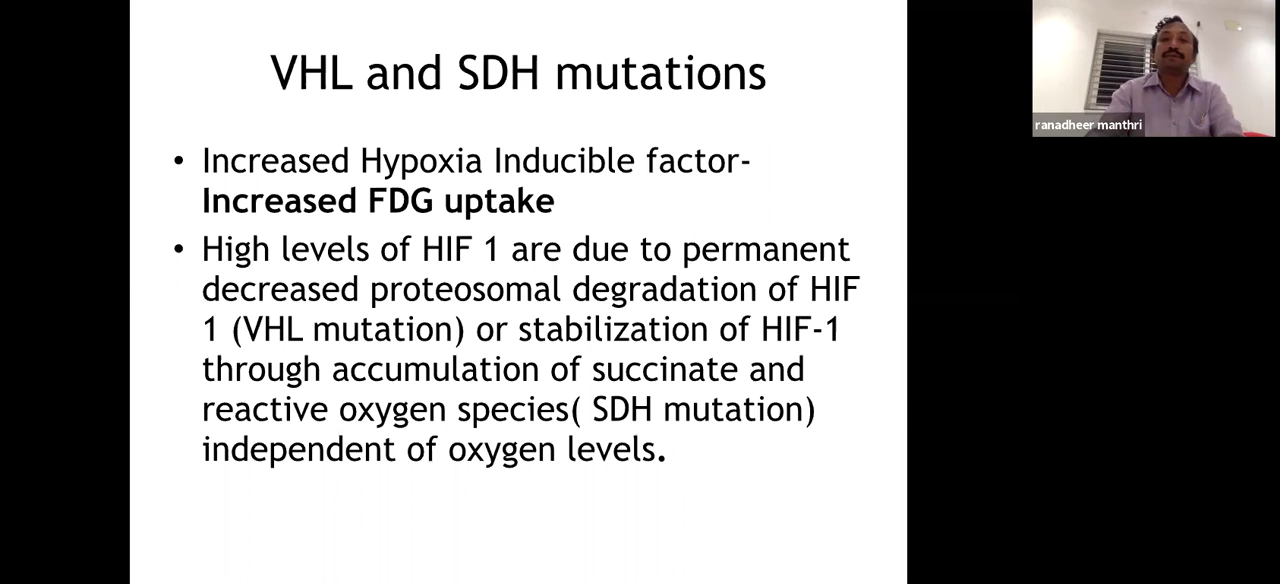 VHL and SDH mutations
• Increased Hypoxia Inducible factor-
Increased FDG uptake
• High levels of HIF 1 are due to permanent
decreased proteosomal degradation of HIF
1 (VHL mutation) or stabilization of HIF-1
through accumulation of succinate and
reactive oxygen species( SDH mutation)
independent of oxygen levels.
ranadheer manthri